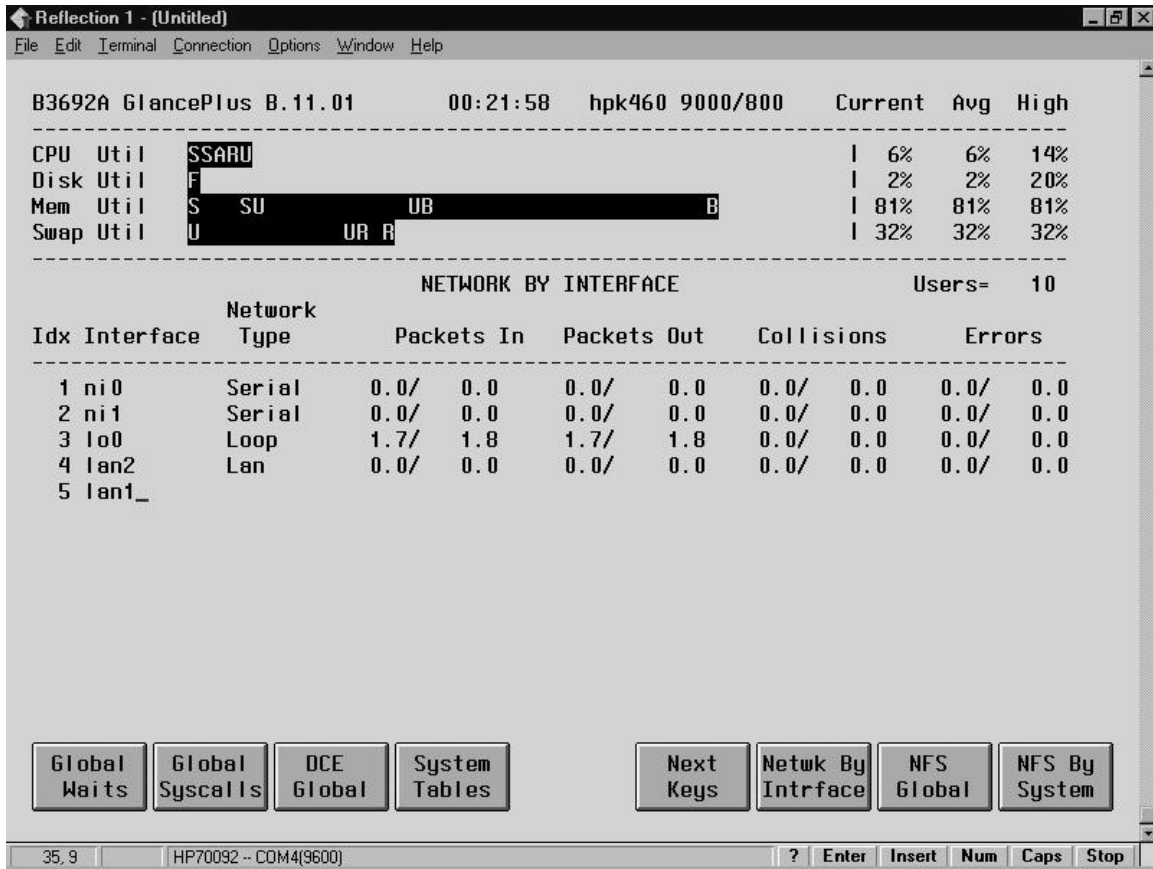 Reflection 1 - (Untitled)
File Edit Terminal Connection Options Window Help
B3692A GlancePlus B.11.01 00:21:58 hpk460 9000/800 Current Avg High
CPU Util SSARU | 6% 6% 14%
Disk Util F | 2% 2% 20%
Mem Util S SU UB B | 81% 81% 81%
Swap Util U UR R | 32% 32% 32%
NETWORK BY INTERFACE Users= 10
Network
Idx Interface Type Packets In Packets Out Collisions Errors
1 ni0 Serial 0.0/ 0.0 0.0/ 0.0 0.0/ 0.0 0.0/ 0.0
2 ni1 Serial 0.0/ 0.0 0.0/ 0.0 0.0/ 0.0 0.0/ 0.0
3 lo0 Loop 1.7/ 1.8 1.7/ 1.8 0.0/ 0.0 0.0/ 0.0
4 lan2 Lan 0.0/ 0.0 0.0/ 0.0 0.0/ 0.0 0.0/ 0.0
5 lan1_
Global Global DCE System Next Netwk By NFS NFS By
Waits Syscalls Global Tables Keys Intrface Global System
35, 9 HP70092 -- COM4(9600) ? Enter Insert Num Caps Stop